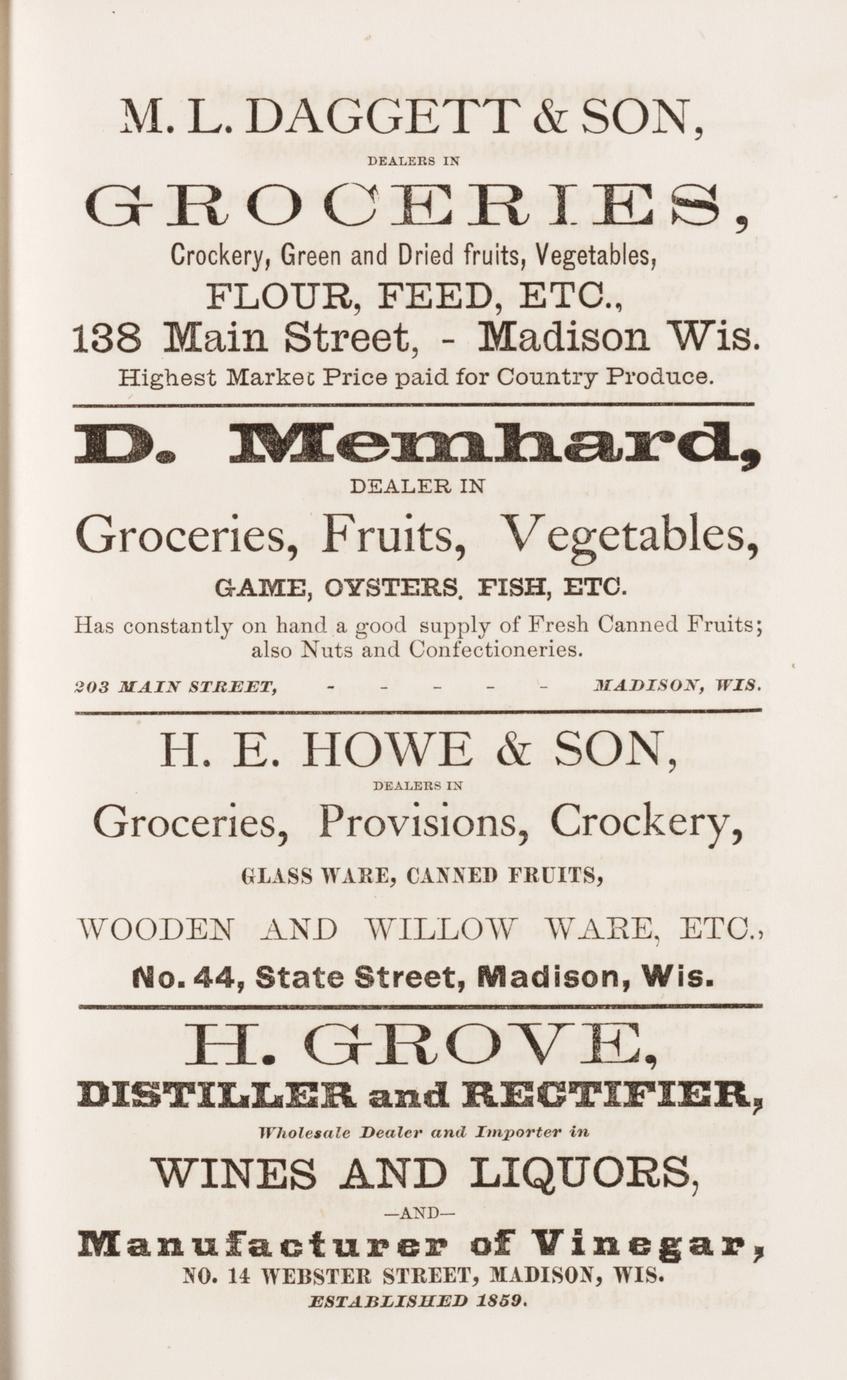 M. L. DAGGETT & SON,
DEALERS IN
GROCERIES,
Crockery, Green and Dried fruits, Vegetables,
FLOUR, FEED, ETC.,
138 Main Street, - Madison Wis.
Highest Market Price paid for Country Produce.
D. Memhard,
DEALER IN
Groceries, Fruits, Vegetables,
GAME, OYSTERS. FISH, ETC.
Has constantly on hand a good supply of Fresh Canned Fruits;
also Nuts and Confectioneries.
203 MAIN STREET, - - - - - MADISON, WIS.
H. E. HOWE & SON,
DEALERS IN
Groceries, Provisions, Crockery,
GLASS WARE, CANNED FRUITS,
WOODEN AND WILLOW WARE, ETC.,
No. 44, State Street, Madison, Wis.
H. GROVE,
DISTILLER and RECTIFIER,
Wholesale Dealer and Importer in
WINES AND LIQUORS,
—AND—
Manufacturer of Vinegar,
NO. 14 WEBSTER STREET, MADISON, WIS.
ESTABLISHED 1859.